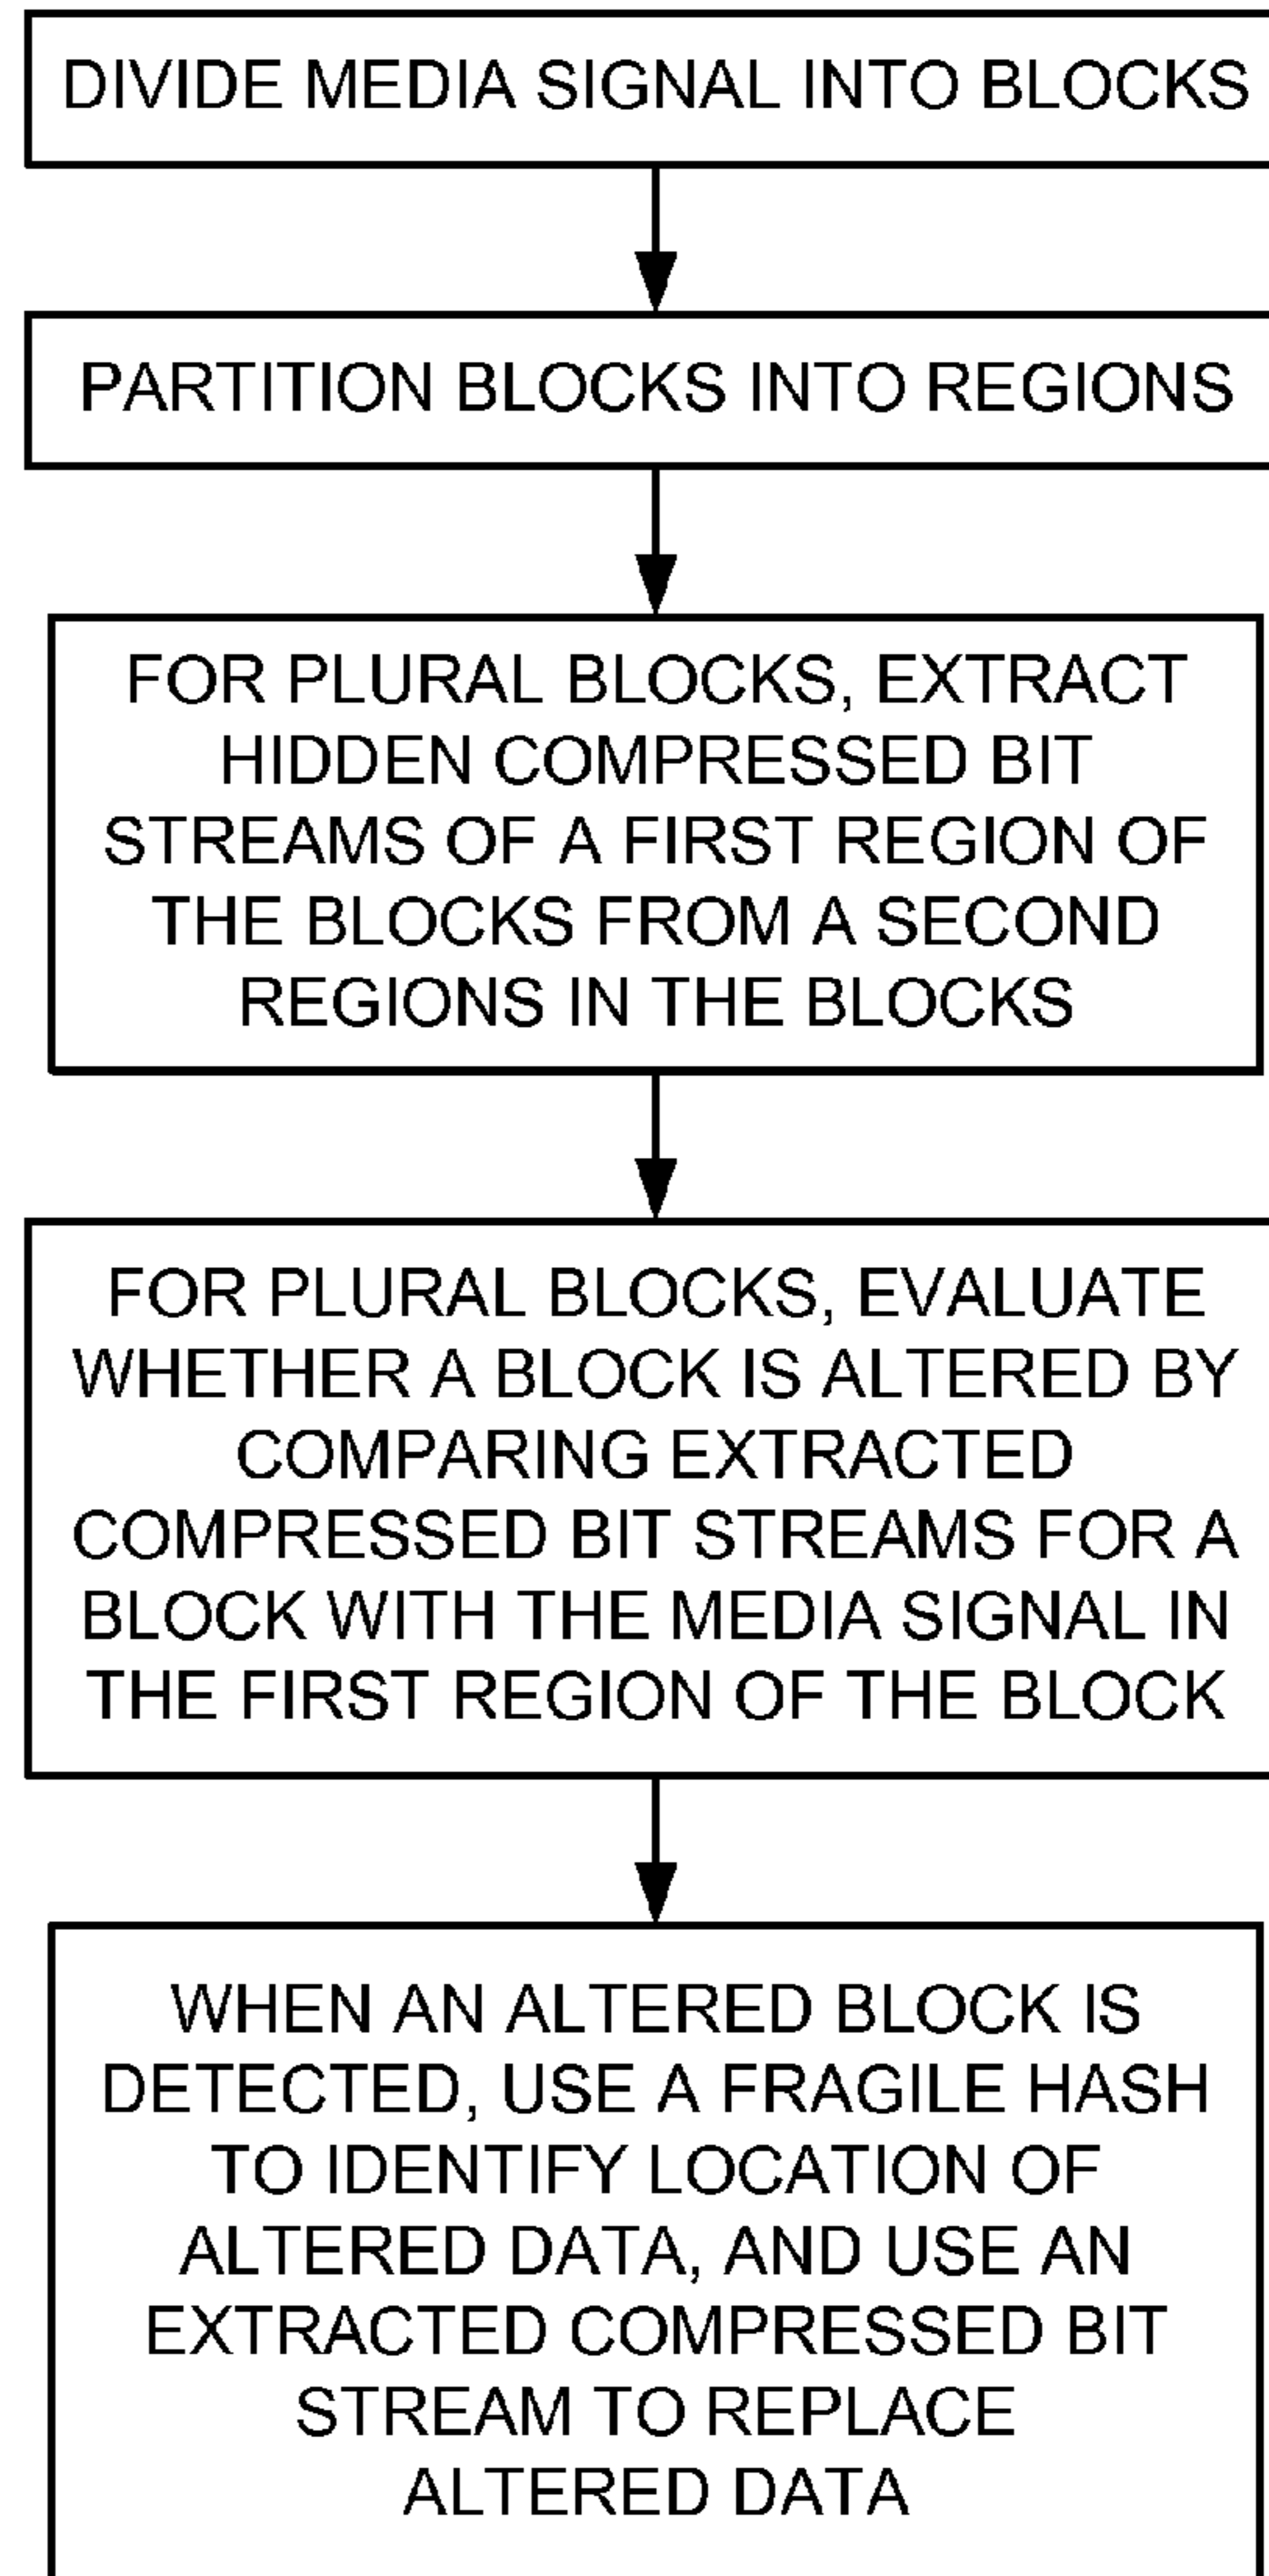 DIVIDE MEDIA SIGNAL INTO BLOCKS
PARTITION BLOCKS INTO REGIONS
FOR PLURAL BLOCKS, EXTRACT
HIDDEN COMPRESSED BIT
STREAMS OF A FIRST REGION OF
THE BLOCKS FROM A SECOND
REGIONS IN THE BLOCKS
FOR PLURAL BLOCKS, EVALUATE
WHETHER A BLOCK IS ALTERED BY
COMPARING EXTRACTED
COMPRESSED BIT STREAMS FOR A
BLOCK WITH THE MEDIA SIGNAL IN
THE FIRST REGION OF THE BLOCK
WHEN AN ALTERED BLOCK IS
DETECTED, USE A FRAGILE HASH
TO IDENTIFY LOCATION OF
ALTERED DATA, AND USE AN
EXTRACTED COMPRESSED BIT
STREAM TO REPLACE
ALTERED DATA